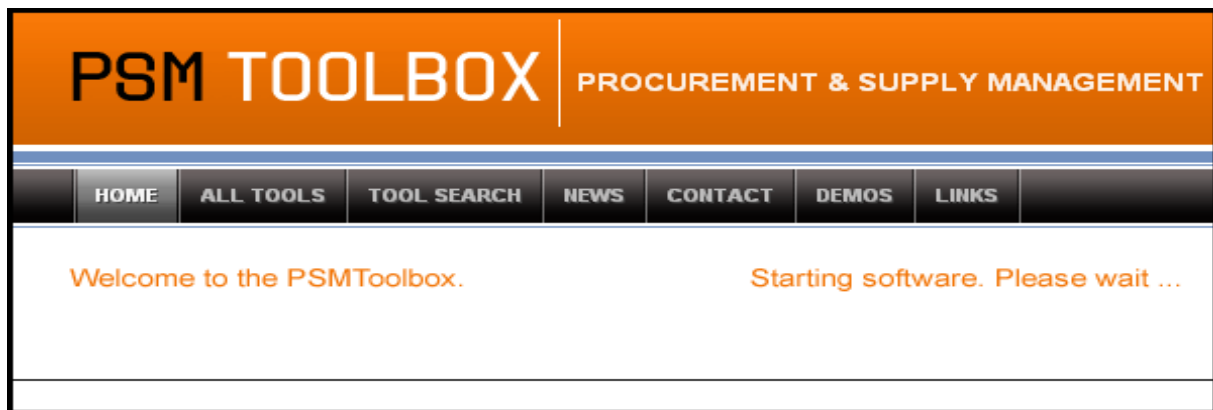 PSM TOOLBOX
PROCUREMENT & SUPPLY MANAGEMENT
HOME ALL TOOLS TOOL SEARCH NEWS CONTACT DEMOS LINKS
Welcome to the PSMToolbox. Starting software. Please wait ...